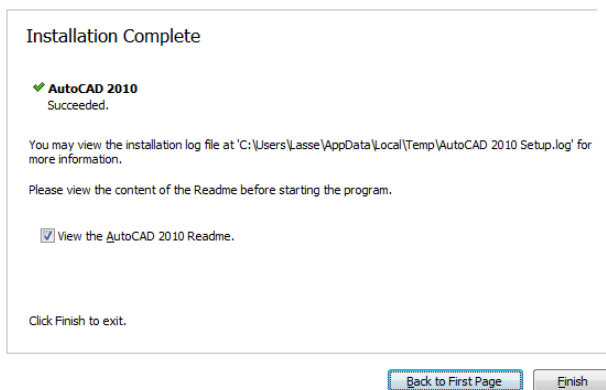 Installation Complete
AutoCAD 2010
Succeeded.
You may view the installation log file at 'C:\Users\Lasse\AppData\Local\Temp\AutoCAD 2010 Setup.log' for
more information.
Please view the content of the Readme before starting the program.
View the AutoCAD 2010 Readme.
Click Finish to exit.
Back to First Page
Finish